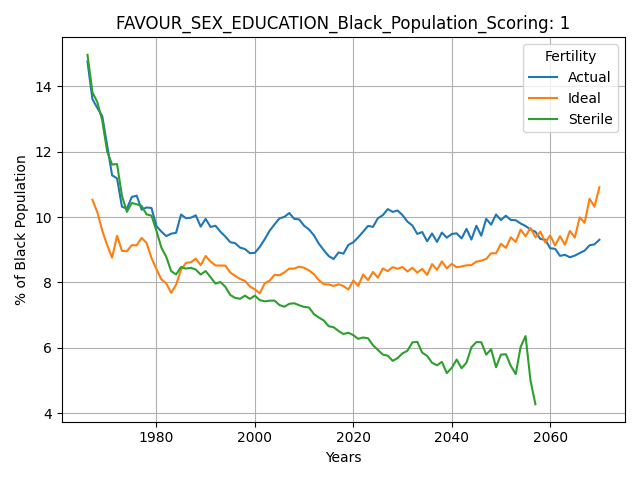 FAVOUR_SEX_EDUCATION_Black_Population_Scoring: 1
Fertility
Actual
Ideal
Sterile
% of Black Population
14
12
10
8
6
4
1980
2000
2020
2040
2060
Years